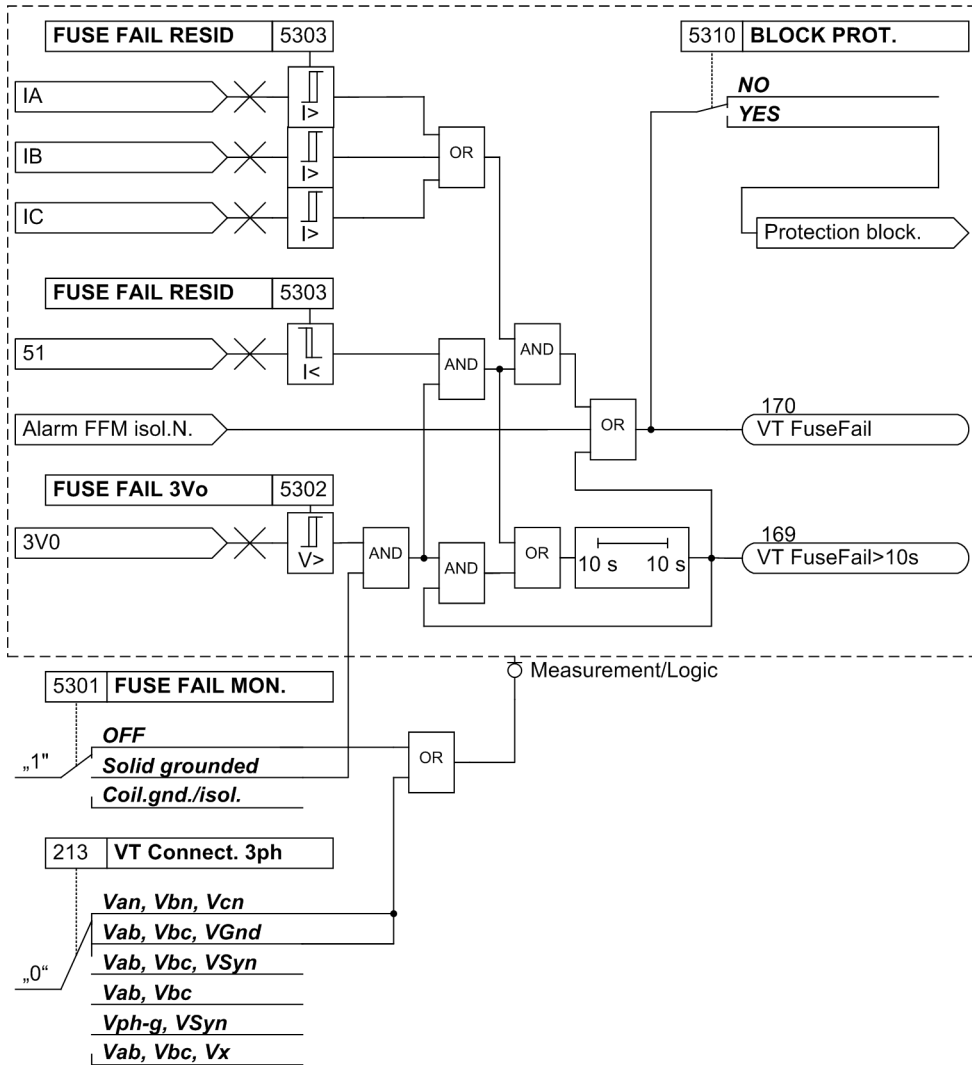 FUSE FAIL RESID 5303
5310 BLOCK PROT.
IA
I>
NO
YES
IB
I>
OR
IC
I>
Protection block.
FUSE FAIL RESID 5303
51
I<
AND
AND
Alarm FFM isol.N.
OR
170
VT FuseFail
FUSE FAIL 3Vo 5302
3V0
V>
AND
AND
OR
10 s 10 s
169
VT FuseFail>10s
Measurement/Logic
5301 FUSE FAIL MON.
„1"
OFF
Solid grounded
Coil.gnd./isol.
OR
213 VT Connect. 3ph
„0“
Van, Vbn, Vcn
Vab, Vbc, VGnd
Vab, Vbc, VSyn
Vab, Vbc
Vph-g, VSyn
Vab, Vbc, Vx